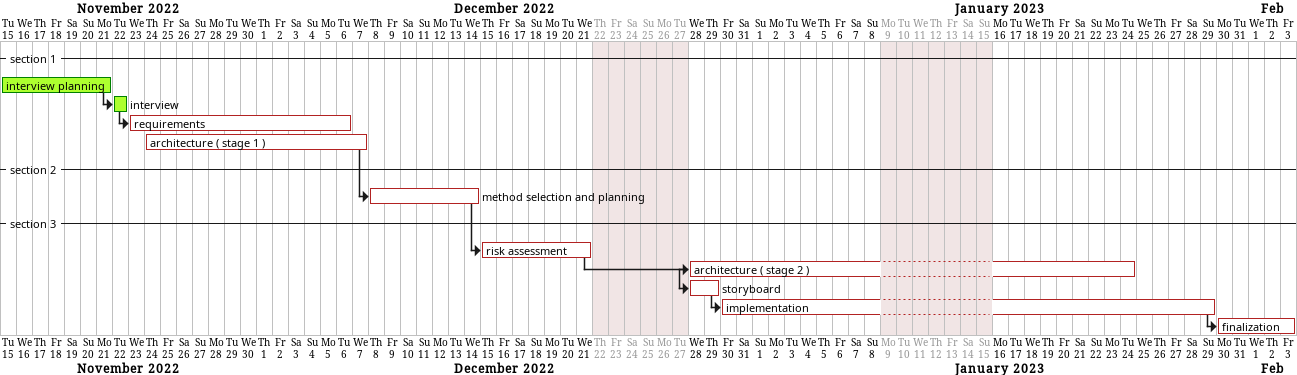 November 2022 December 2022 January 2023 Feb
Tu We Th Fr Sa Su Mo Tu We Th Fr Sa Su Mo Tu We Th Fr Sa Su Mo Tu We Th Fr Sa Su Mo Tu We Th Fr Sa Su Mo Tu We Th Fr Sa Su Mo Tu We Th Fr Sa Su Mo Tu We Th Fr Sa Su Mo Tu We Th Fr Sa Su Mo Tu We Th Fr Sa Su Mo Tu We Th Fr Sa Su Mo Tu We Th Fr
15 16 17 18 19 20 21 22 23 24 25 26 27 28 29 30 1 2 3 4 5 6 7 8 9 10 11 12 13 14 15 16 17 18 19 20 21 22 23 24 25 26 27 28 29 30 31 1 2 3 4 5 6 7 8 9 10 11 12 13 14 15 16 17 18 19 20 21 22 23 24 25 26 27 28 29 30 31 1 2 3
section 1
interview planning
interview
requirements
architecture ( stage 1 )
section 2
method selection and planning
section 3
risk assessment
architecture ( stage 2 )
storyboard
implementation
finalization
Tu We Th Fr Sa Su Mo Tu We Th Fr Sa Su Mo Tu We Th Fr Sa Su Mo Tu We Th Fr Sa Su Mo Tu We Th Fr Sa Su Mo Tu We Th Fr Sa Su Mo Tu We Th Fr Sa Su Mo Tu We Th Fr Sa Su Mo Tu We Th Fr Sa Su Mo Tu We Th Fr Sa Su Mo Tu We Th Fr Sa Su Mo Tu We Th Fr
15 16 17 18 19 20 21 22 23 24 25 26 27 28 29 30 1 2 3 4 5 6 7 8 9 10 11 12 13 14 15 16 17 18 19 20 21 22 23 24 25 26 27 28 29 30 31 1 2 3 4 5 6 7 8 9 10 11 12 13 14 15 16 17 18 19 20 21 22 23 24 25 26 27 28 29 30 31 1 2 3
November 2022 December 2022 January 2023 Feb